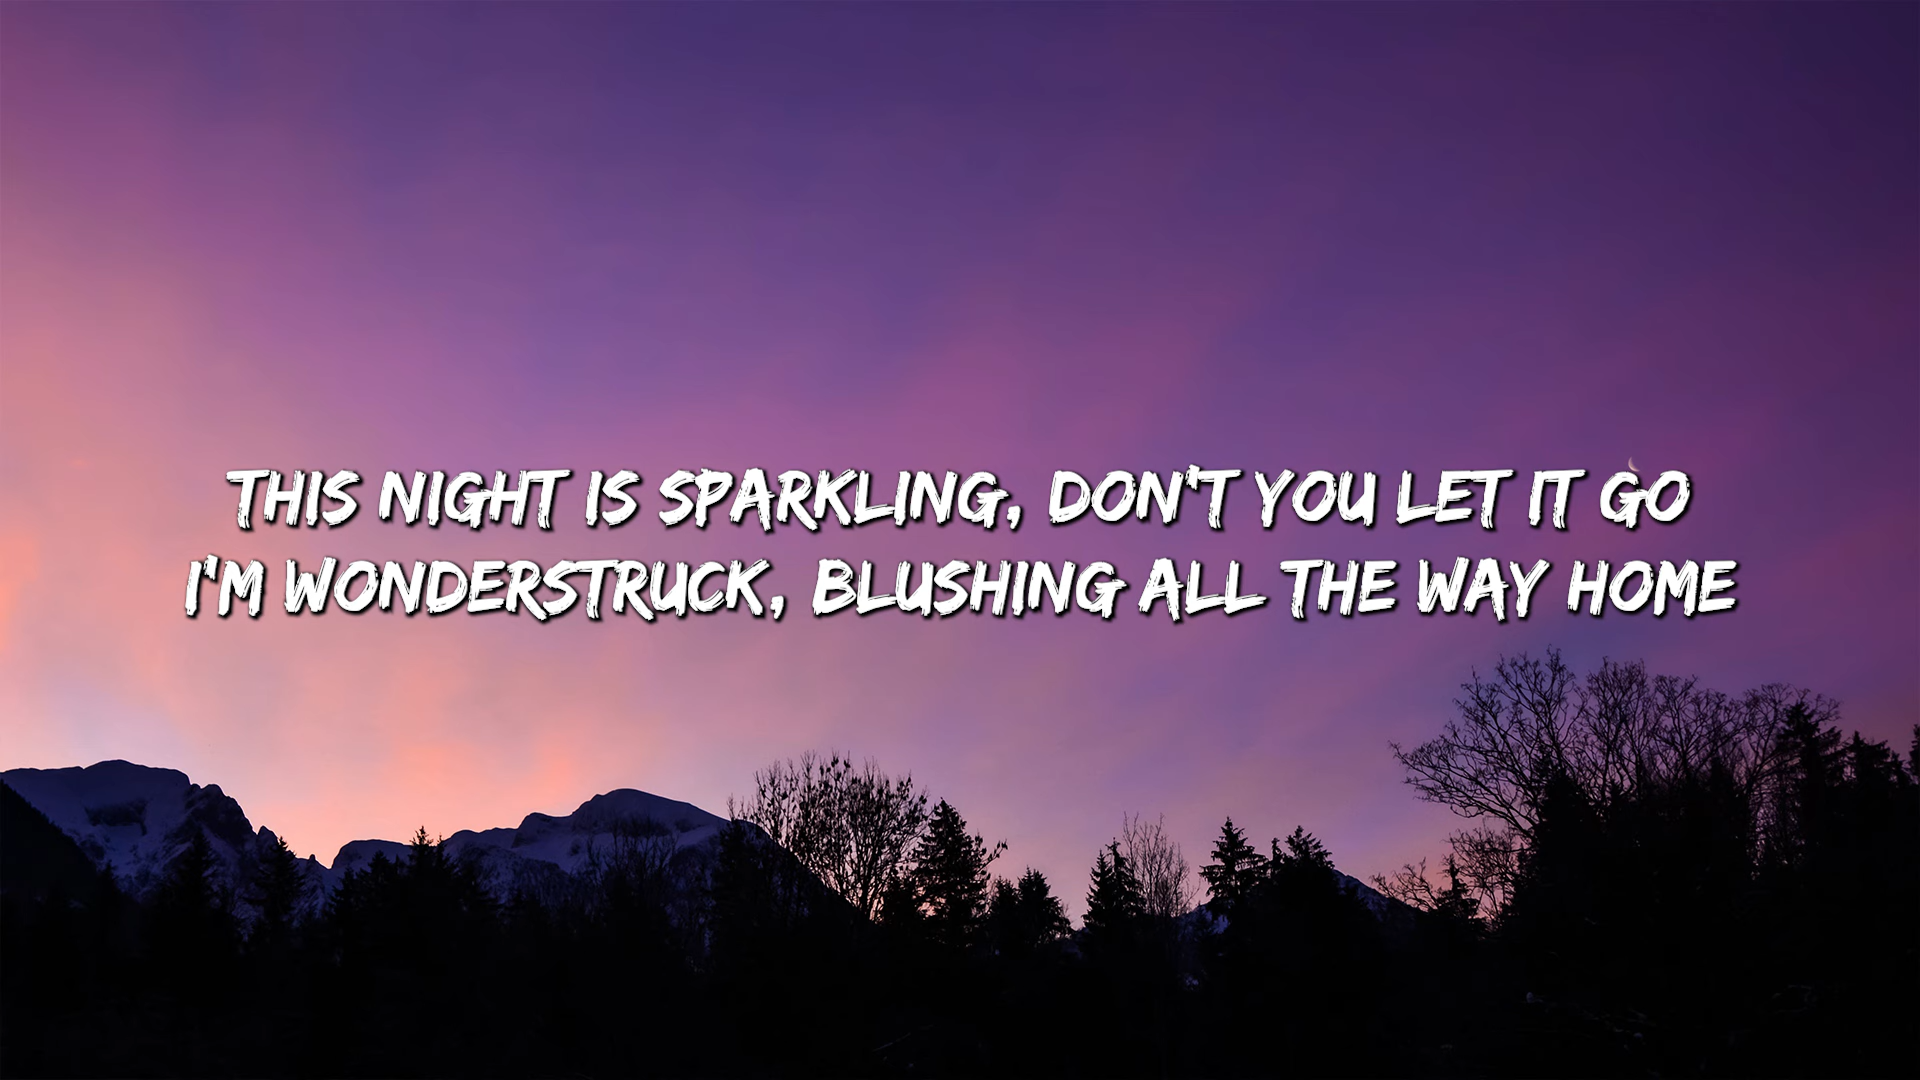 THIS NIGHT IS SPARKLING, DON'T YOU LET IT GO
I'M WONDERSTRUCK, BLUSHING ALL THE WAY HOME